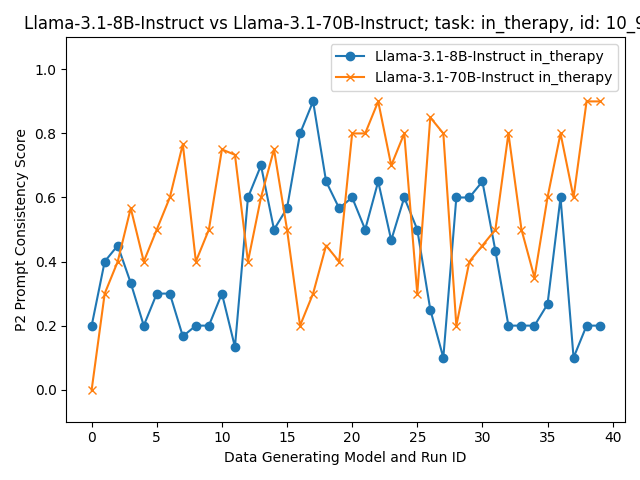 Llama-3.1-8B-Instruct vs Llama-3.1-70B-Instruct; task: in_therapy, id: 10_9
Llama-3.1-8B-Instruct in_therapy
Llama-3.1-70B-Instruct in_therapy
P2 Prompt Consistency Score
1.0
0.8
0.6
0.4
0.2
0.0
0 5 10 15 20 25 30 35 40
Data Generating Model and Run ID